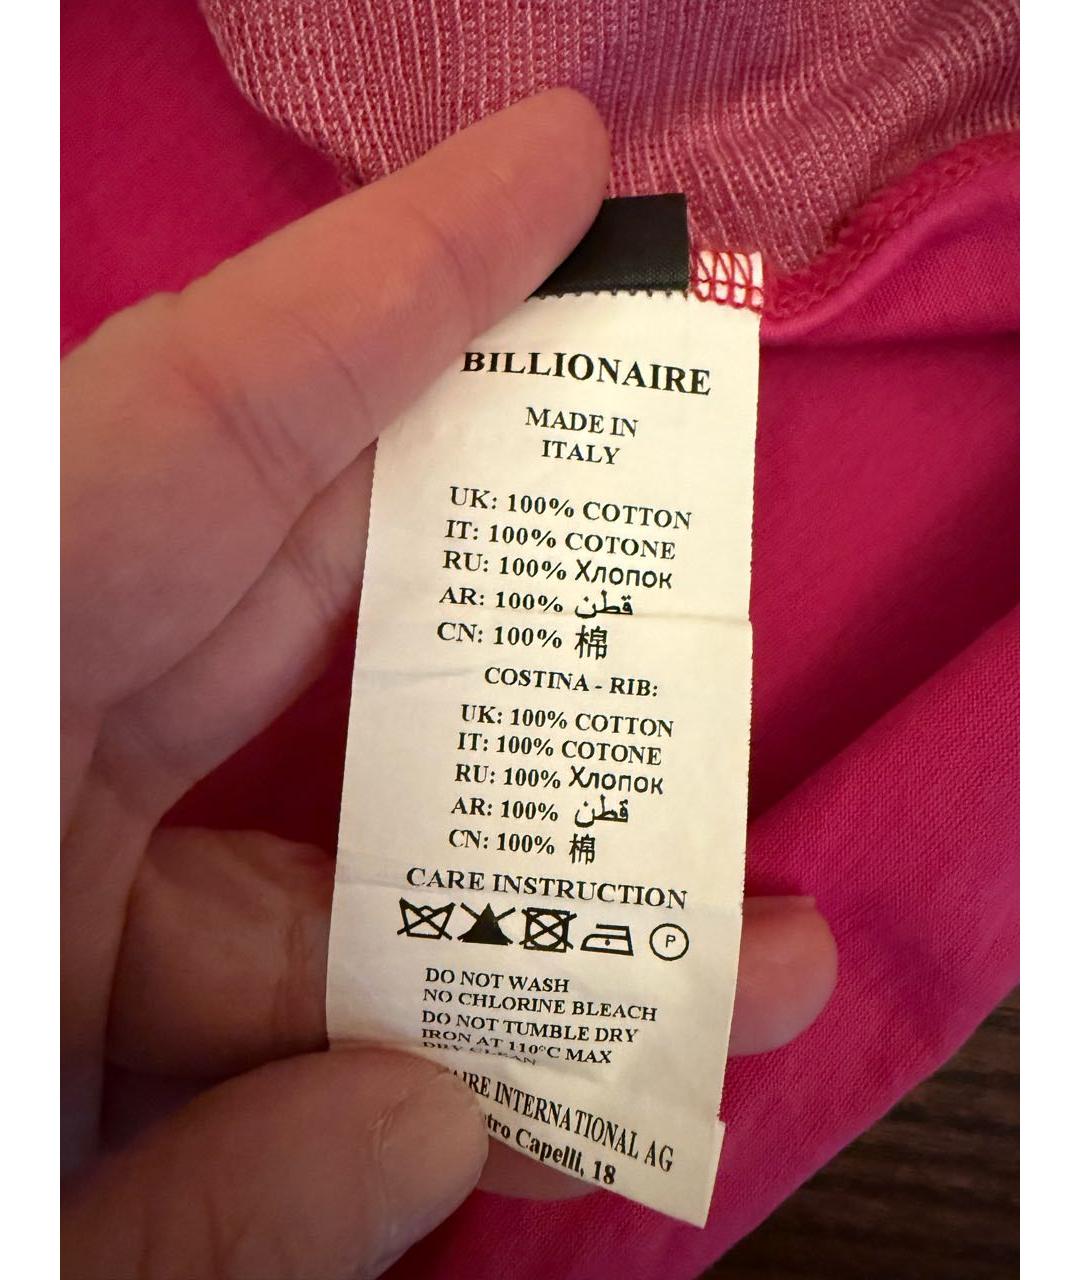 BILLIONAIRE
MADE IN
ITALY
UK: 100% COTTON
IT: 100% COTONE
RU: 100% Хлопок
AR: 100% قطن
CN: 100% 棉
COSTINA - RIB:
UK: 100% COTTON
IT: 100% COTONE
RU: 100% Хлопок
AR: 100% قطن
CN: 100% 棉
CARE INSTRUCTION
P
DO NOT WASH
NO CHLORINE BLEACH
DO NOT TUMBLE DRY
IRON AT 110°C MAX
DRY CLEAN
INTERNATIONAL AG
Capelli, 18